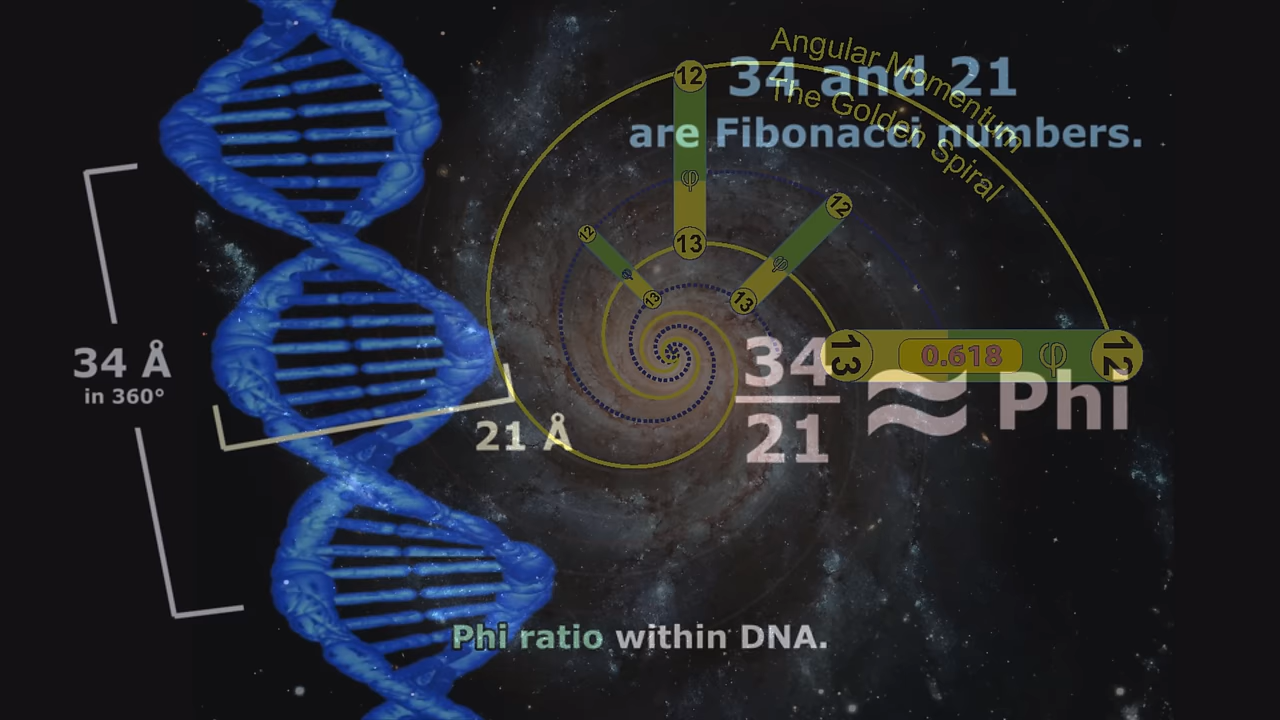 Angular Momentum
The Golden Spiral
34 and 21
are Fibonacci numbers.
12
φ
13
12
φ
13
12
φ
13
13
0.618
φ
12
34 Å
in 360°
21 Å
34
21
≈ Phi
Phi ratio within DNA.